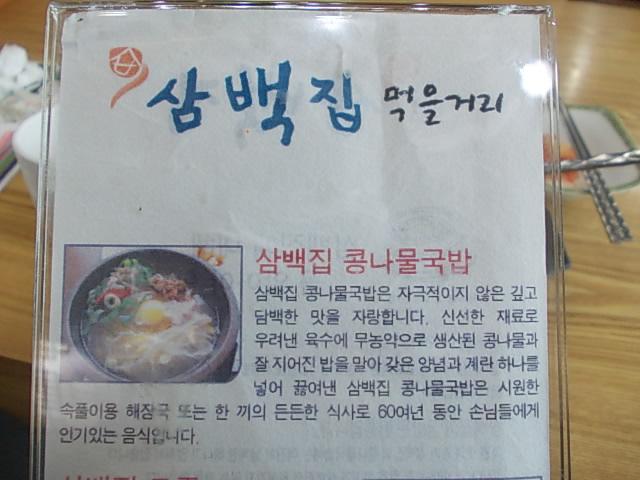 삼백집 먹을거리
삼백집 콩나물국밥
삼백집 콩나물국밥은 자극적이지 않은 깊고
담백한 맛을 자랑합니다. 신선한 재료로
우려낸 육수에 무농약으로 생산된 콩나물과
잘 지어진 밥을 말아 갖은 양념과 계란 하나를
넣어 끓여낸 삼백집 콩나물국밥은 시원한
속풀이용 해장국 또는 한 끼의 든든한 식사로 60여년 동안 손님들에게
인기있는 음식입니다.
삼백집